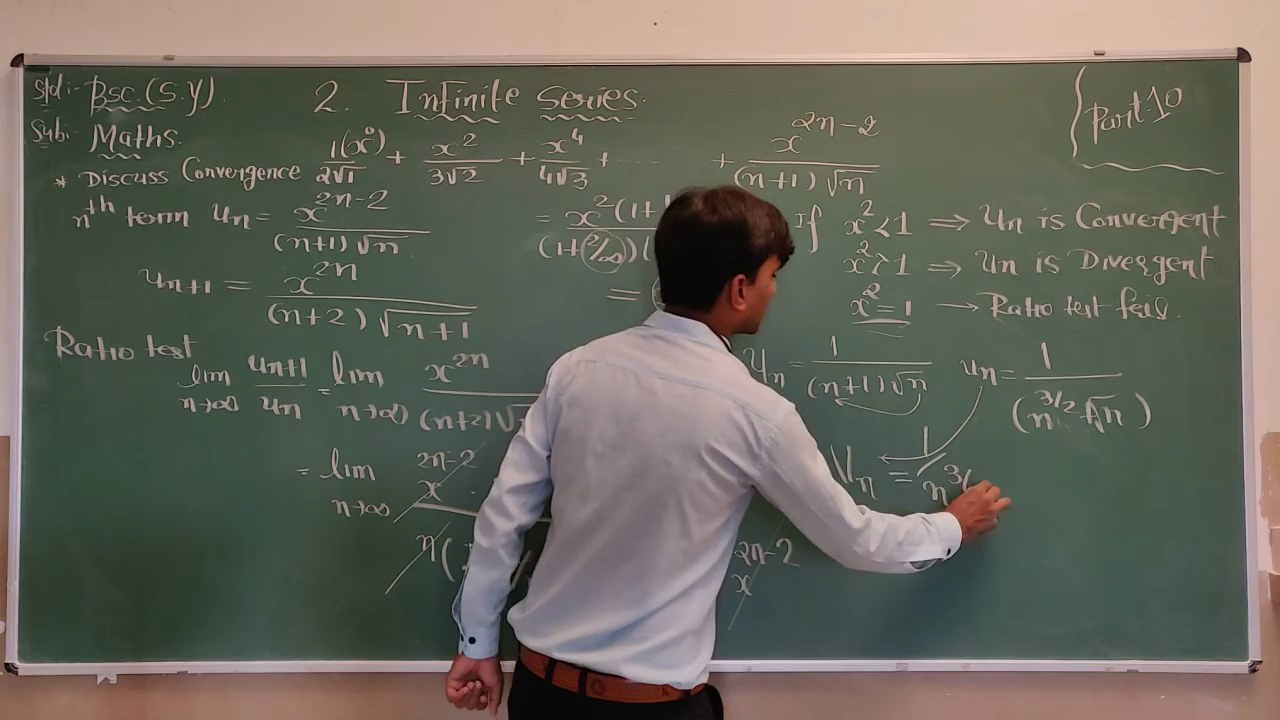 Std:- Bsc.(S.Y)
Sub:- Maths.
2. Infinite series.
Part-10
* Discuss Convergence 1(x⁰)/2√1 + x²/3√2 + x⁴/4√3 + ...... + x^(2n-2)/(n+1)√n
nth term un = x^(2n-2)/(n+1)√n
un+1 = x^(2n)/(n+2)√n+1
Ratio test
lim n→∞ un+1/un = lim n→∞ x^(2n)/(n+2)√
= lim n→∞ x^(2n-2) .
n(
x^(2n-2)
= x²(1+
(1+(2/∞))(
=
If x²<1 ⇒ un is Convergent
x²>1 ⇒ un is Divergent
x²=1 → Ratio test fails.
un = 1/(n+1)√n un = 1/(n^3/2 + √n)
Vn = 1/n^3/